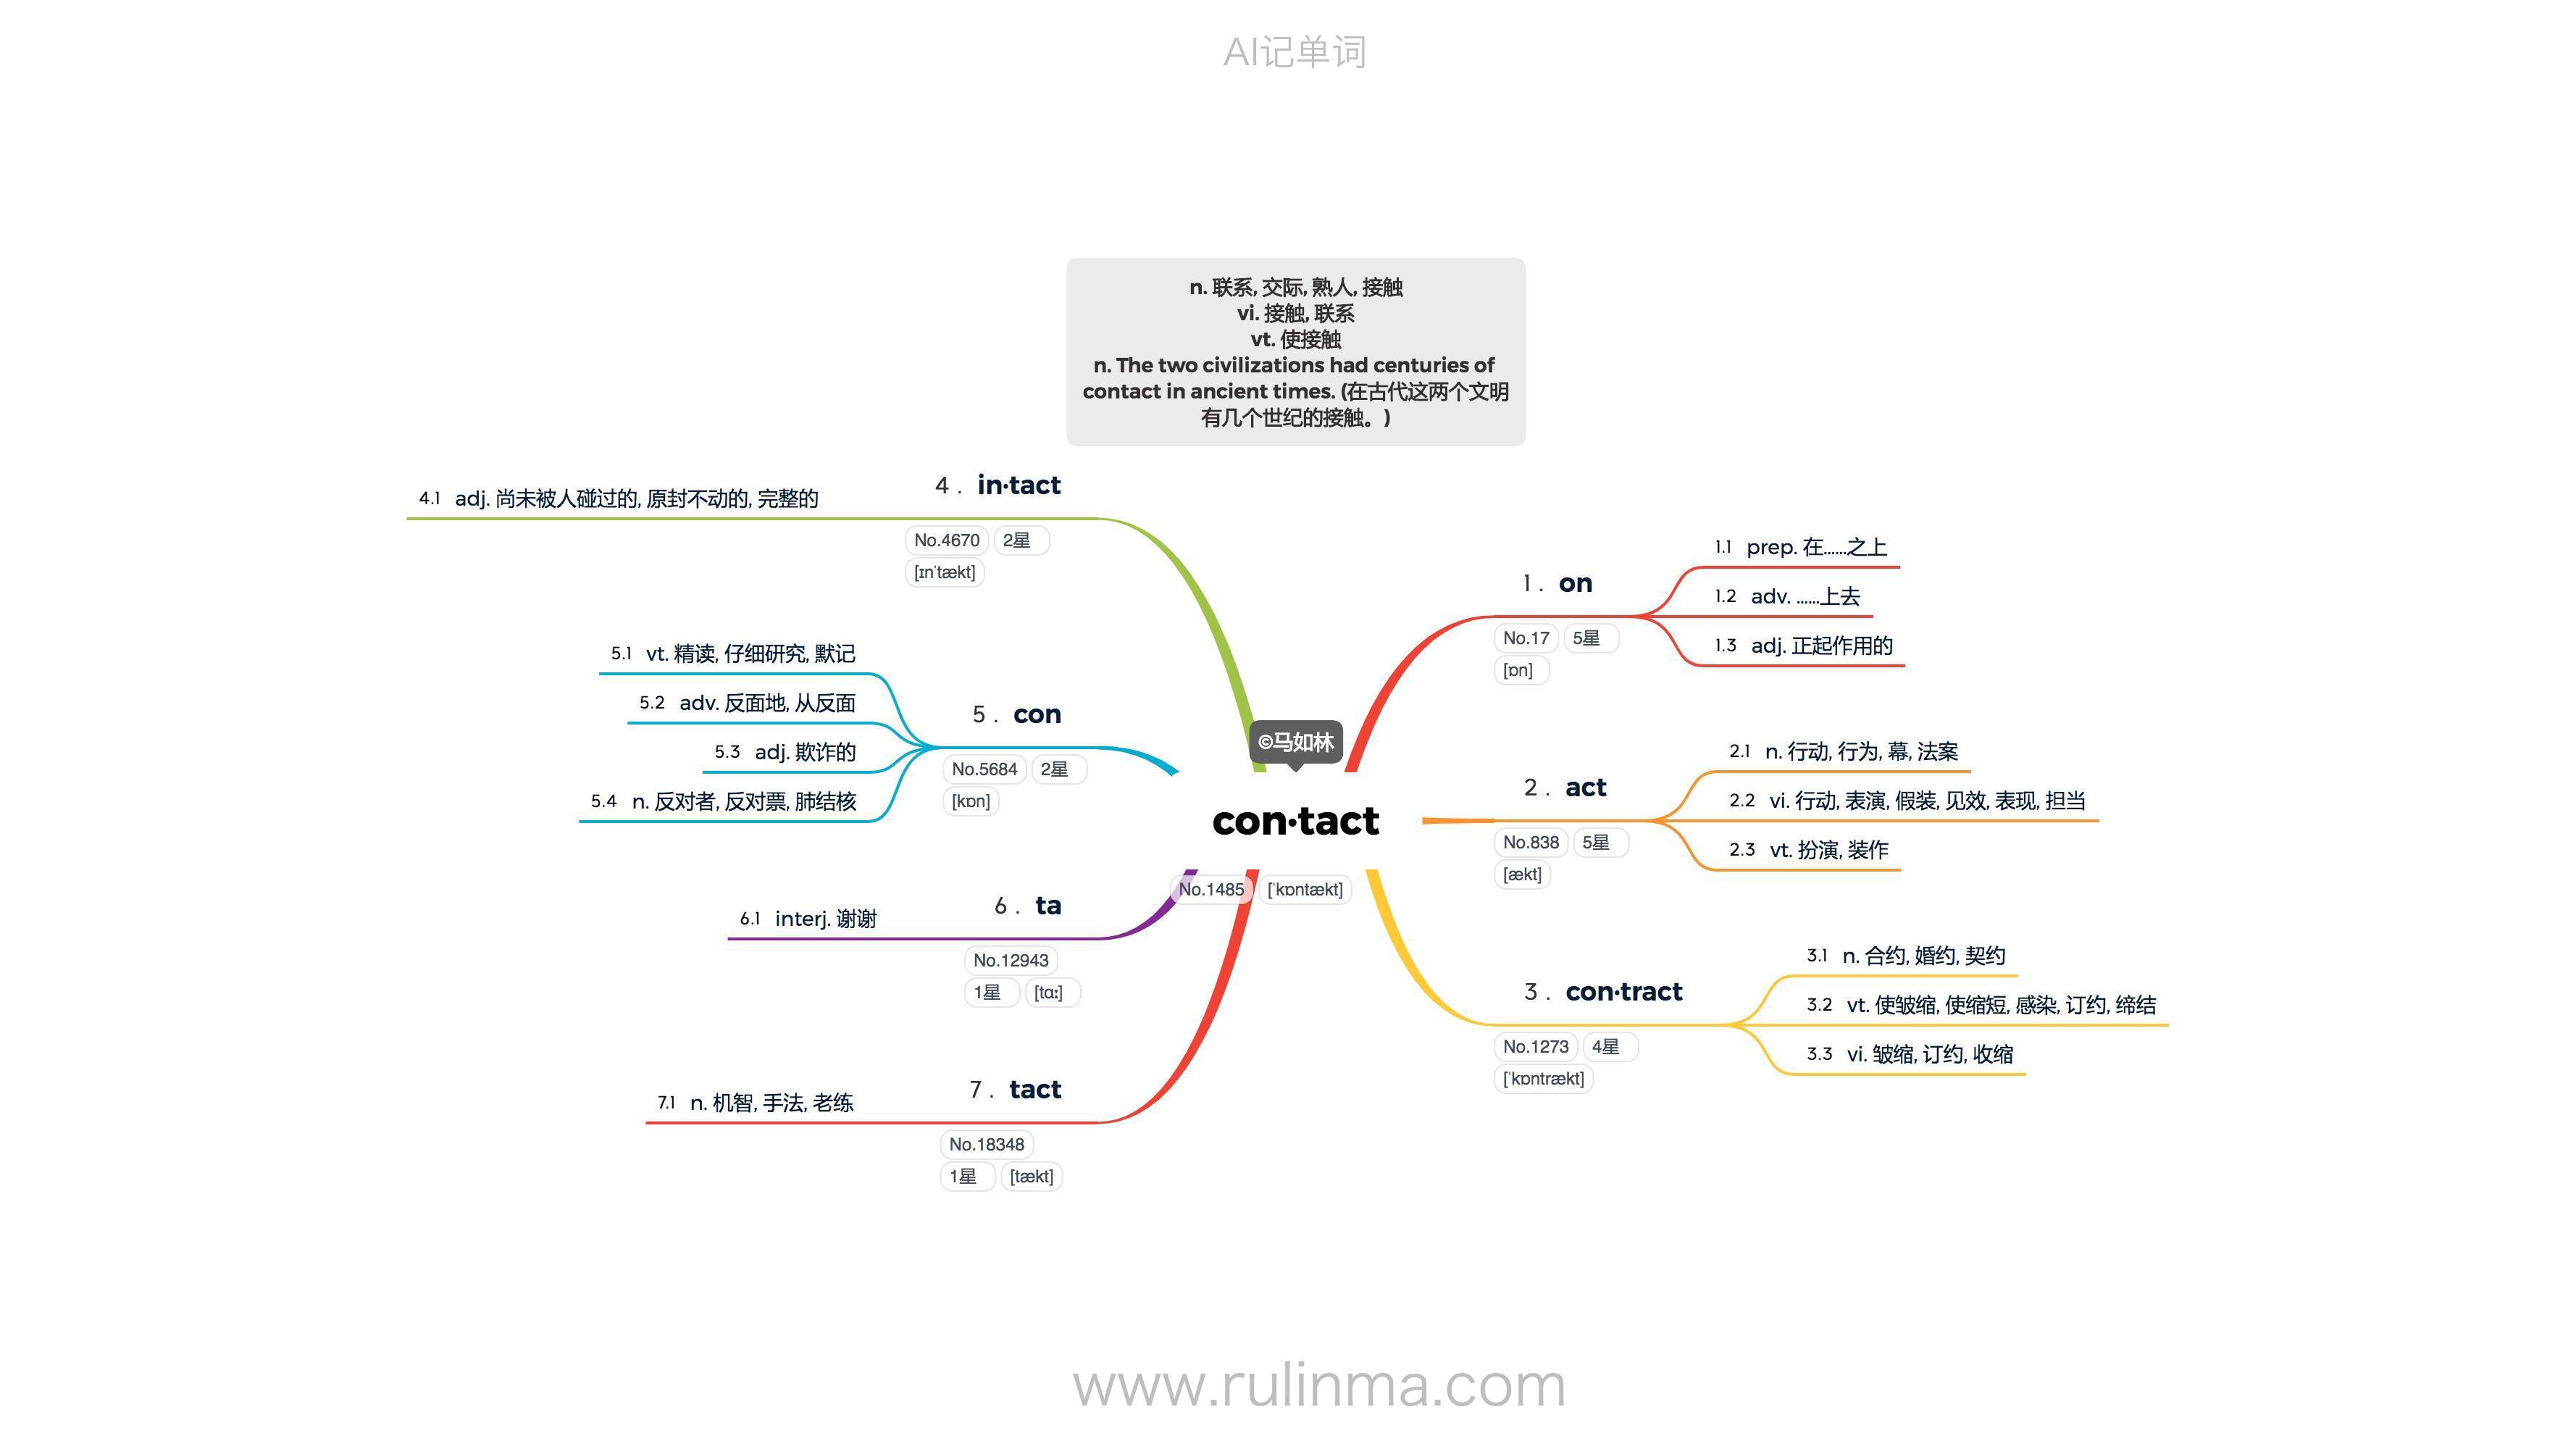 AI记单词
n. 联系, 交际, 熟人, 接触
vi. 接触, 联系
vt. 使接触
n. The two civilizations had centuries of
contact in ancient times. (在古代这两个文明
有几个世纪的接触。)
©马如林
con·tact
No.1485 [ˈkɒntækt]
1 . on
No.17 5星
[ɒn]
1.1 prep. 在……之上
1.2 adv. ……上去
1.3 adj. 正起作用的
2 . act
No.838 5星
[ækt]
2.1 n. 行动, 行为, 幕, 法案
2.2 vi. 行动, 表演, 假装, 见效, 表现, 担当
2.3 vt. 扮演, 装作
3 . con·tract
No.1273 4星
[ˈkɒntrækt]
3.1 n. 合约, 婚约, 契约
3.2 vt. 使皱缩, 使缩短, 感染, 订约, 缔结
3.3 vi. 皱缩, 订约, 收缩
4 . in·tact
No.4670 2星
[ɪnˈtækt]
4.1 adj. 尚未被人碰过的, 原封不动的, 完整的
5 . con
No.5684 2星
[kɒn]
5.1 vt. 精读, 仔细研究, 默记
5.2 adv. 反面地, 从反面
5.3 adj. 欺诈的
5.4 n. 反对者, 反对票, 肺结核
6 . ta
No.12943
1星 [tɑː]
6.1 interj. 谢谢
7 . tact
No.18348
1星 [tækt]
7.1 n. 机智, 手法, 老练
www.rulinma.com